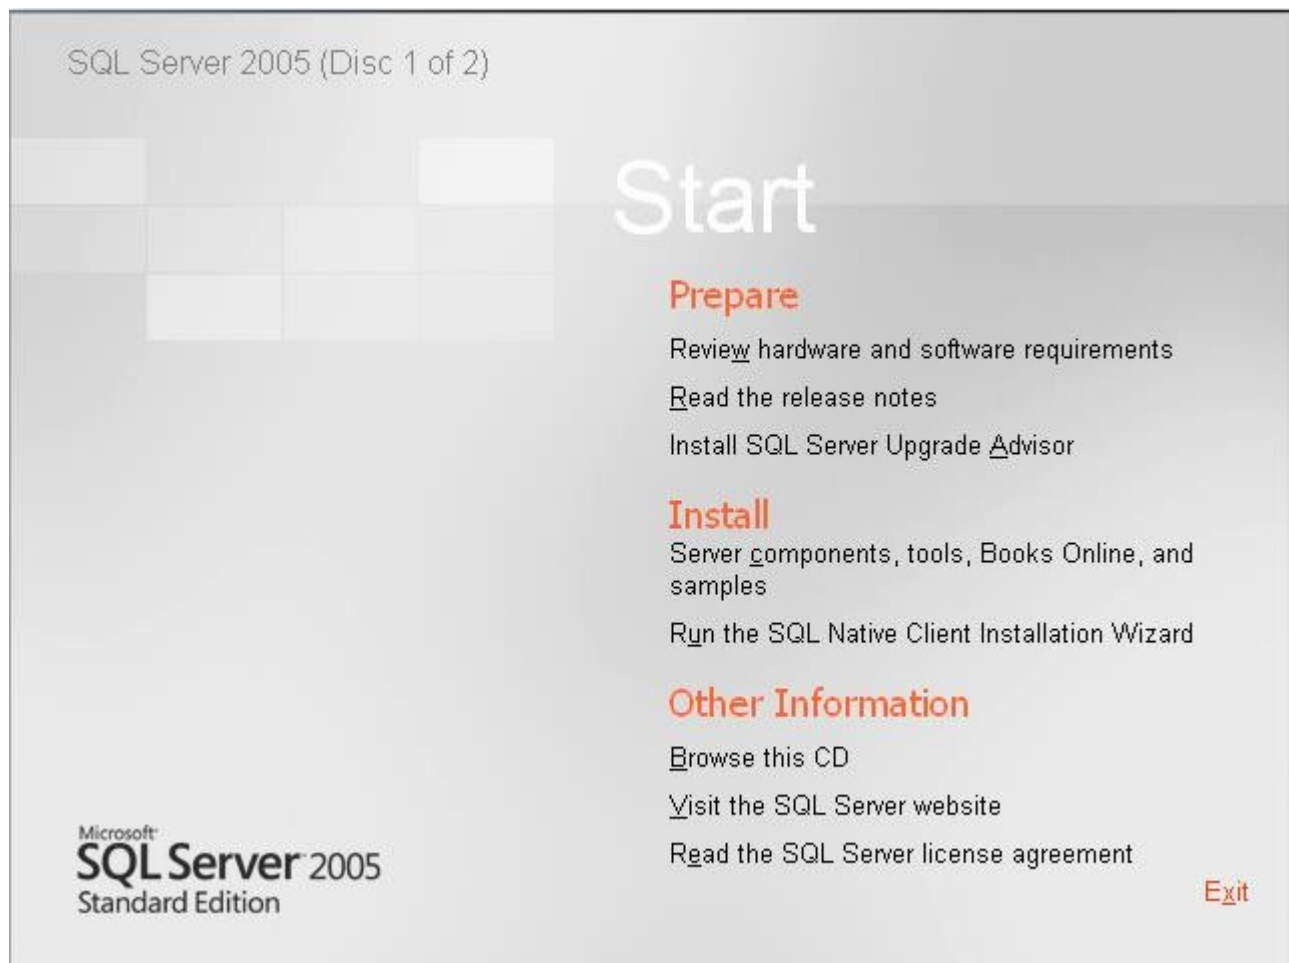 SQL Server 2005 (Disc 1 of 2)
Start
Prepare
Review hardware and software requirements
Read the release notes
Install SQL Server Upgrade Advisor
Install
Server components, tools, Books Online, and
samples
Run the SQL Native Client Installation Wizard
Other Information
Browse this CD
Visit the SQL Server website
Read the SQL Server license agreement
Exit
Microsoft
SQL Server 2005
Standard Edition